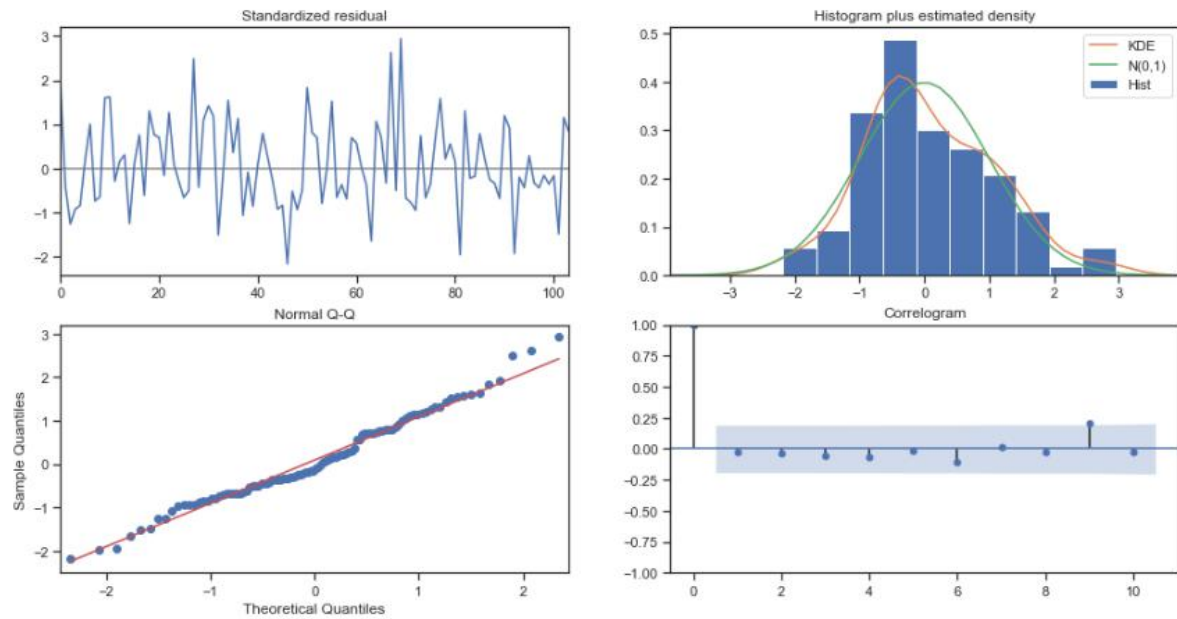 Standardized residual
3
2
1
0
−1
−2
0 20 40 60 80 100
Histogram plus estimated density
0.5
0.4
0.3
0.2
0.1
0.0
−3 −2 −1 0 1 2 3
KDE
N(0,1)
Hist
Normal Q-Q
Sample Quantiles
3
2
1
0
−1
−2
−2 −1 0 1 2
Theoretical Quantiles
Correlogram
1.00
0.75
0.50
0.25
0.00
−0.25
−0.50
−0.75
−1.00
0 2 4 6 8 10